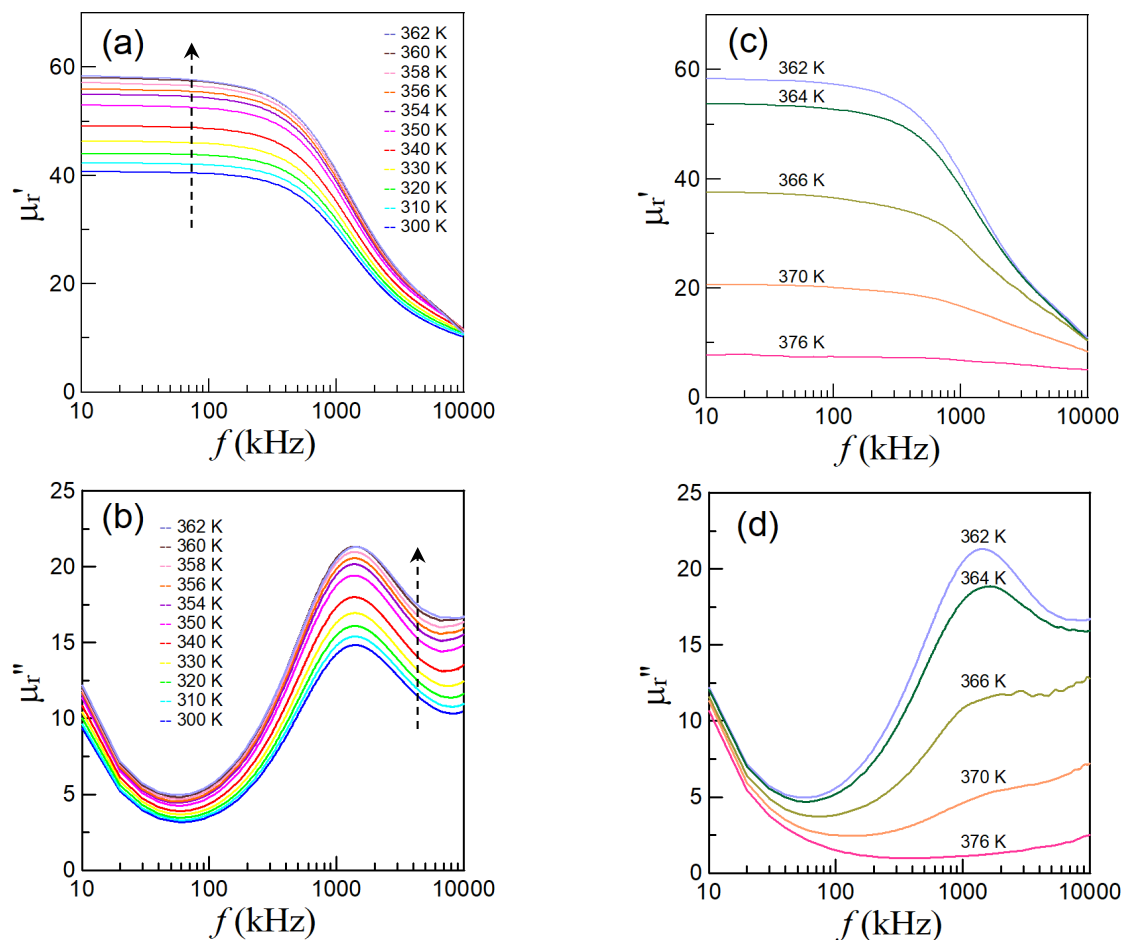 (a)
362 K
360 K
358 K
356 K
354 K
350 K
340 K
330 K
320 K
310 K
300 K
60
40
20
0
μr'
10
100
1000
10000
f (kHz)
(c)
362 K
364 K
366 K
370 K
376 K
60
40
20
0
μr'
10
100
1000
10000
f (kHz)
(b)
362 K
360 K
358 K
356 K
354 K
350 K
340 K
330 K
320 K
310 K
300 K
25
20
15
10
5
0
μr"
10
100
1000
10000
f (kHz)
(d)
362 K
364 K
366 K
370 K
376 K
25
20
15
10
5
0
μr"
10
100
1000
10000
f (kHz)